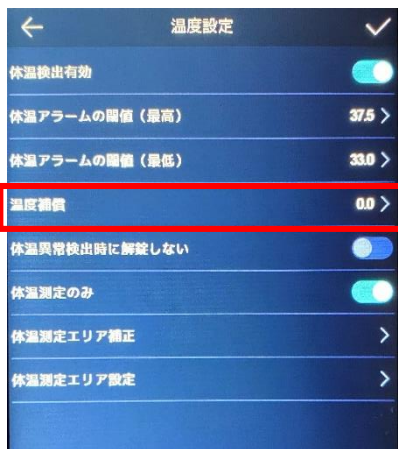 温度設定
体温検出有効
体温アラームの閾値（最高） 37.5
体温アラームの閾値（最低） 33.0
温度補償 0.0
体温異常検出時に解錠しない
体温測定のみ
体温測定エリア補正
体温測定エリア設定